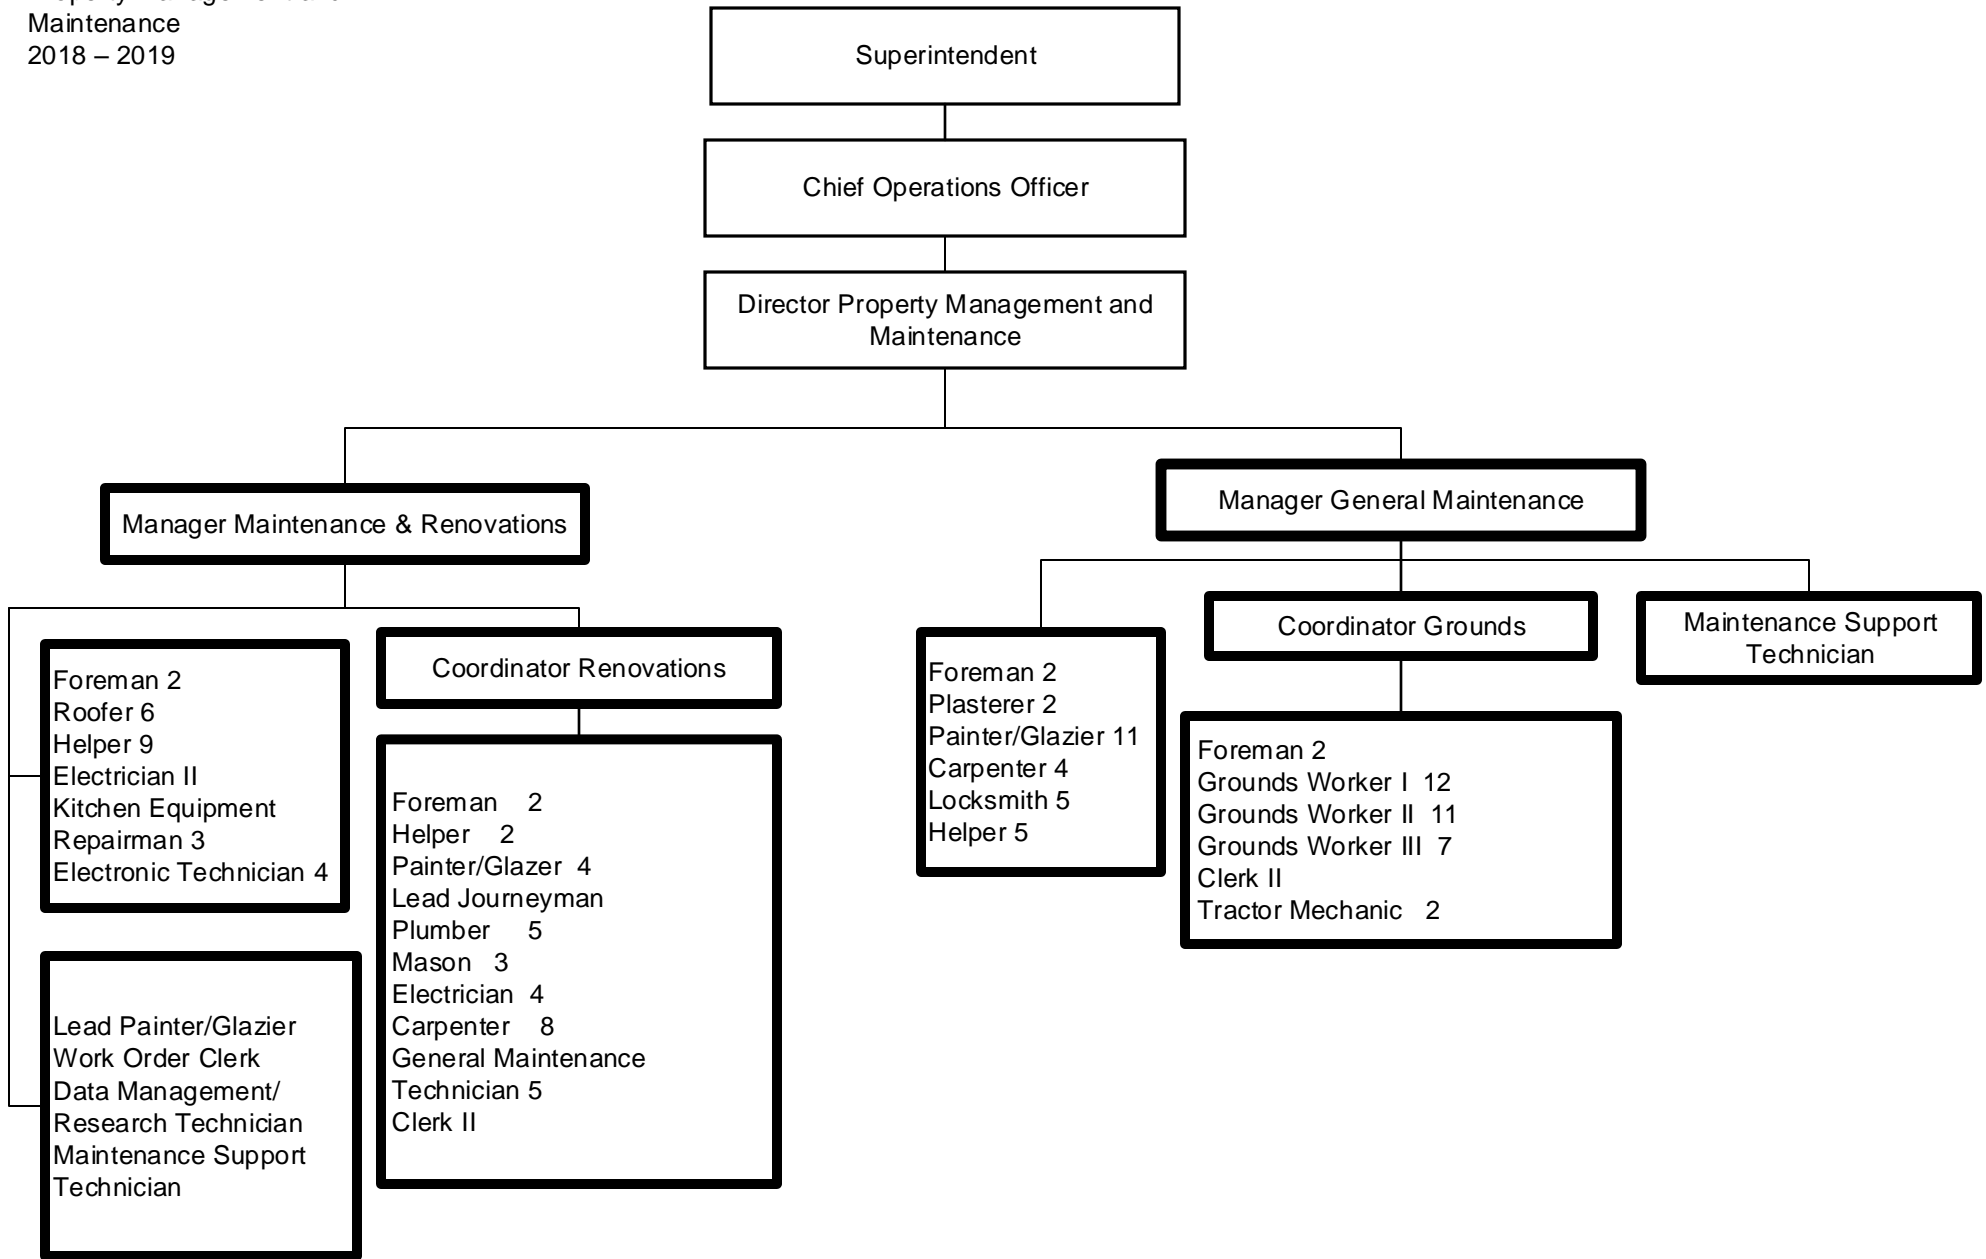 Maintenance
2018 – 2019
Superintendent
Chief Operations Officer
Director Property Management and
Maintenance
Manager Maintenance & Renovations
Manager General Maintenance
Foreman 2
Roofer 6
Helper 9
Electrician II
Kitchen Equipment
Repairman 3
Electronic Technician 4
Lead Painter/Glazier
Work Order Clerk
Data Management/
Research Technician
Maintenance Support
Technician
Coordinator Renovations
Foreman 2
Helper 2
Painter/Glazer 4
Lead Journeyman
Plumber 5
Mason 3
Electrician 4
Carpenter 8
General Maintenance
Technician 5
Clerk II
Foreman 2
Plasterer 2
Painter/Glazier 11
Carpenter 4
Locksmith 5
Helper 5
Coordinator Grounds
Foreman 2
Grounds Worker I 12
Grounds Worker II 11
Grounds Worker III 7
Clerk II
Tractor Mechanic 2
Maintenance Support
Technician